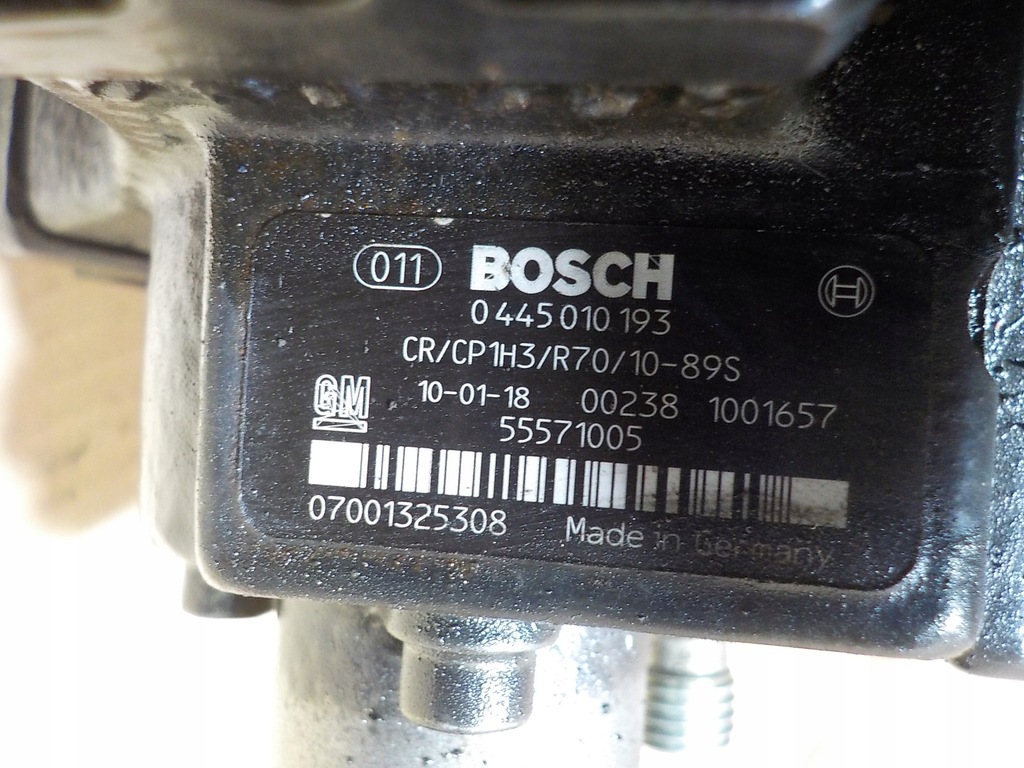 011 BOSCH
0 445 010 193
CR/CP1H3/R70/10-89S
GM 10-01-18 00238 1001657
55571005
07001325308 Made in Germany